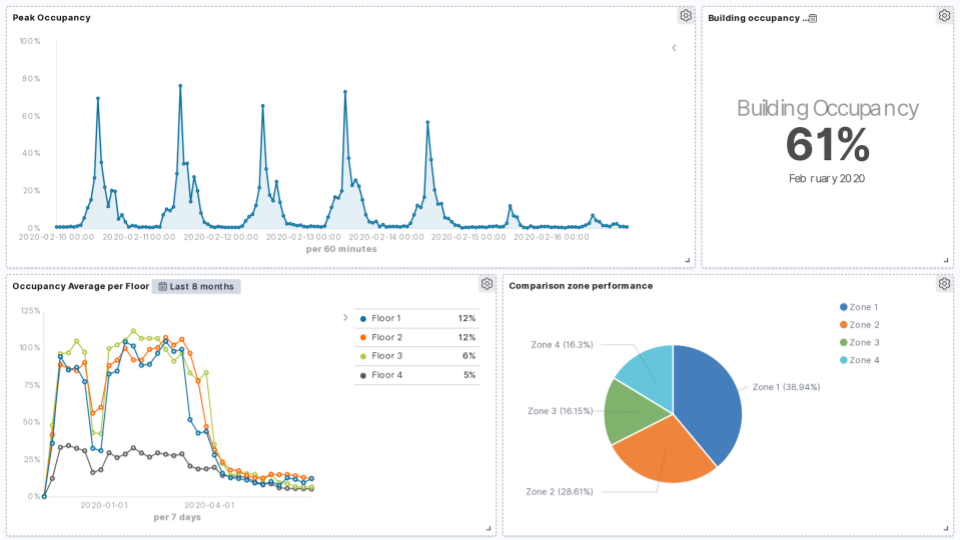 Peak Occupancy
100%
80%
60%
40%
20%
0%
2020-02-10 00:00 2020-02-11 00:00 2020-02-12 00:00 2020-02-13 00:00 2020-02-14 00:00 2020-02-15 00:00 2020-02-16 00:00
per 60 minutes
Building occupancy ...
Building Occupancy
61%
February 2020
Occupancy Average per Floor
Last 8 months
125%
100%
75%
50%
25%
0%
2020-01-01 2020-04-01
per 7 days
Floor 1 12%
Floor 2 12%
Floor 3 6%
Floor 4 5%
Comparison zone performance
Zone 1
Zone 2
Zone 3
Zone 4
Zone 4 (16.3%)
Zone 1 (38.94%)
Zone 3 (16.15%)
Zone 2 (28.61%)